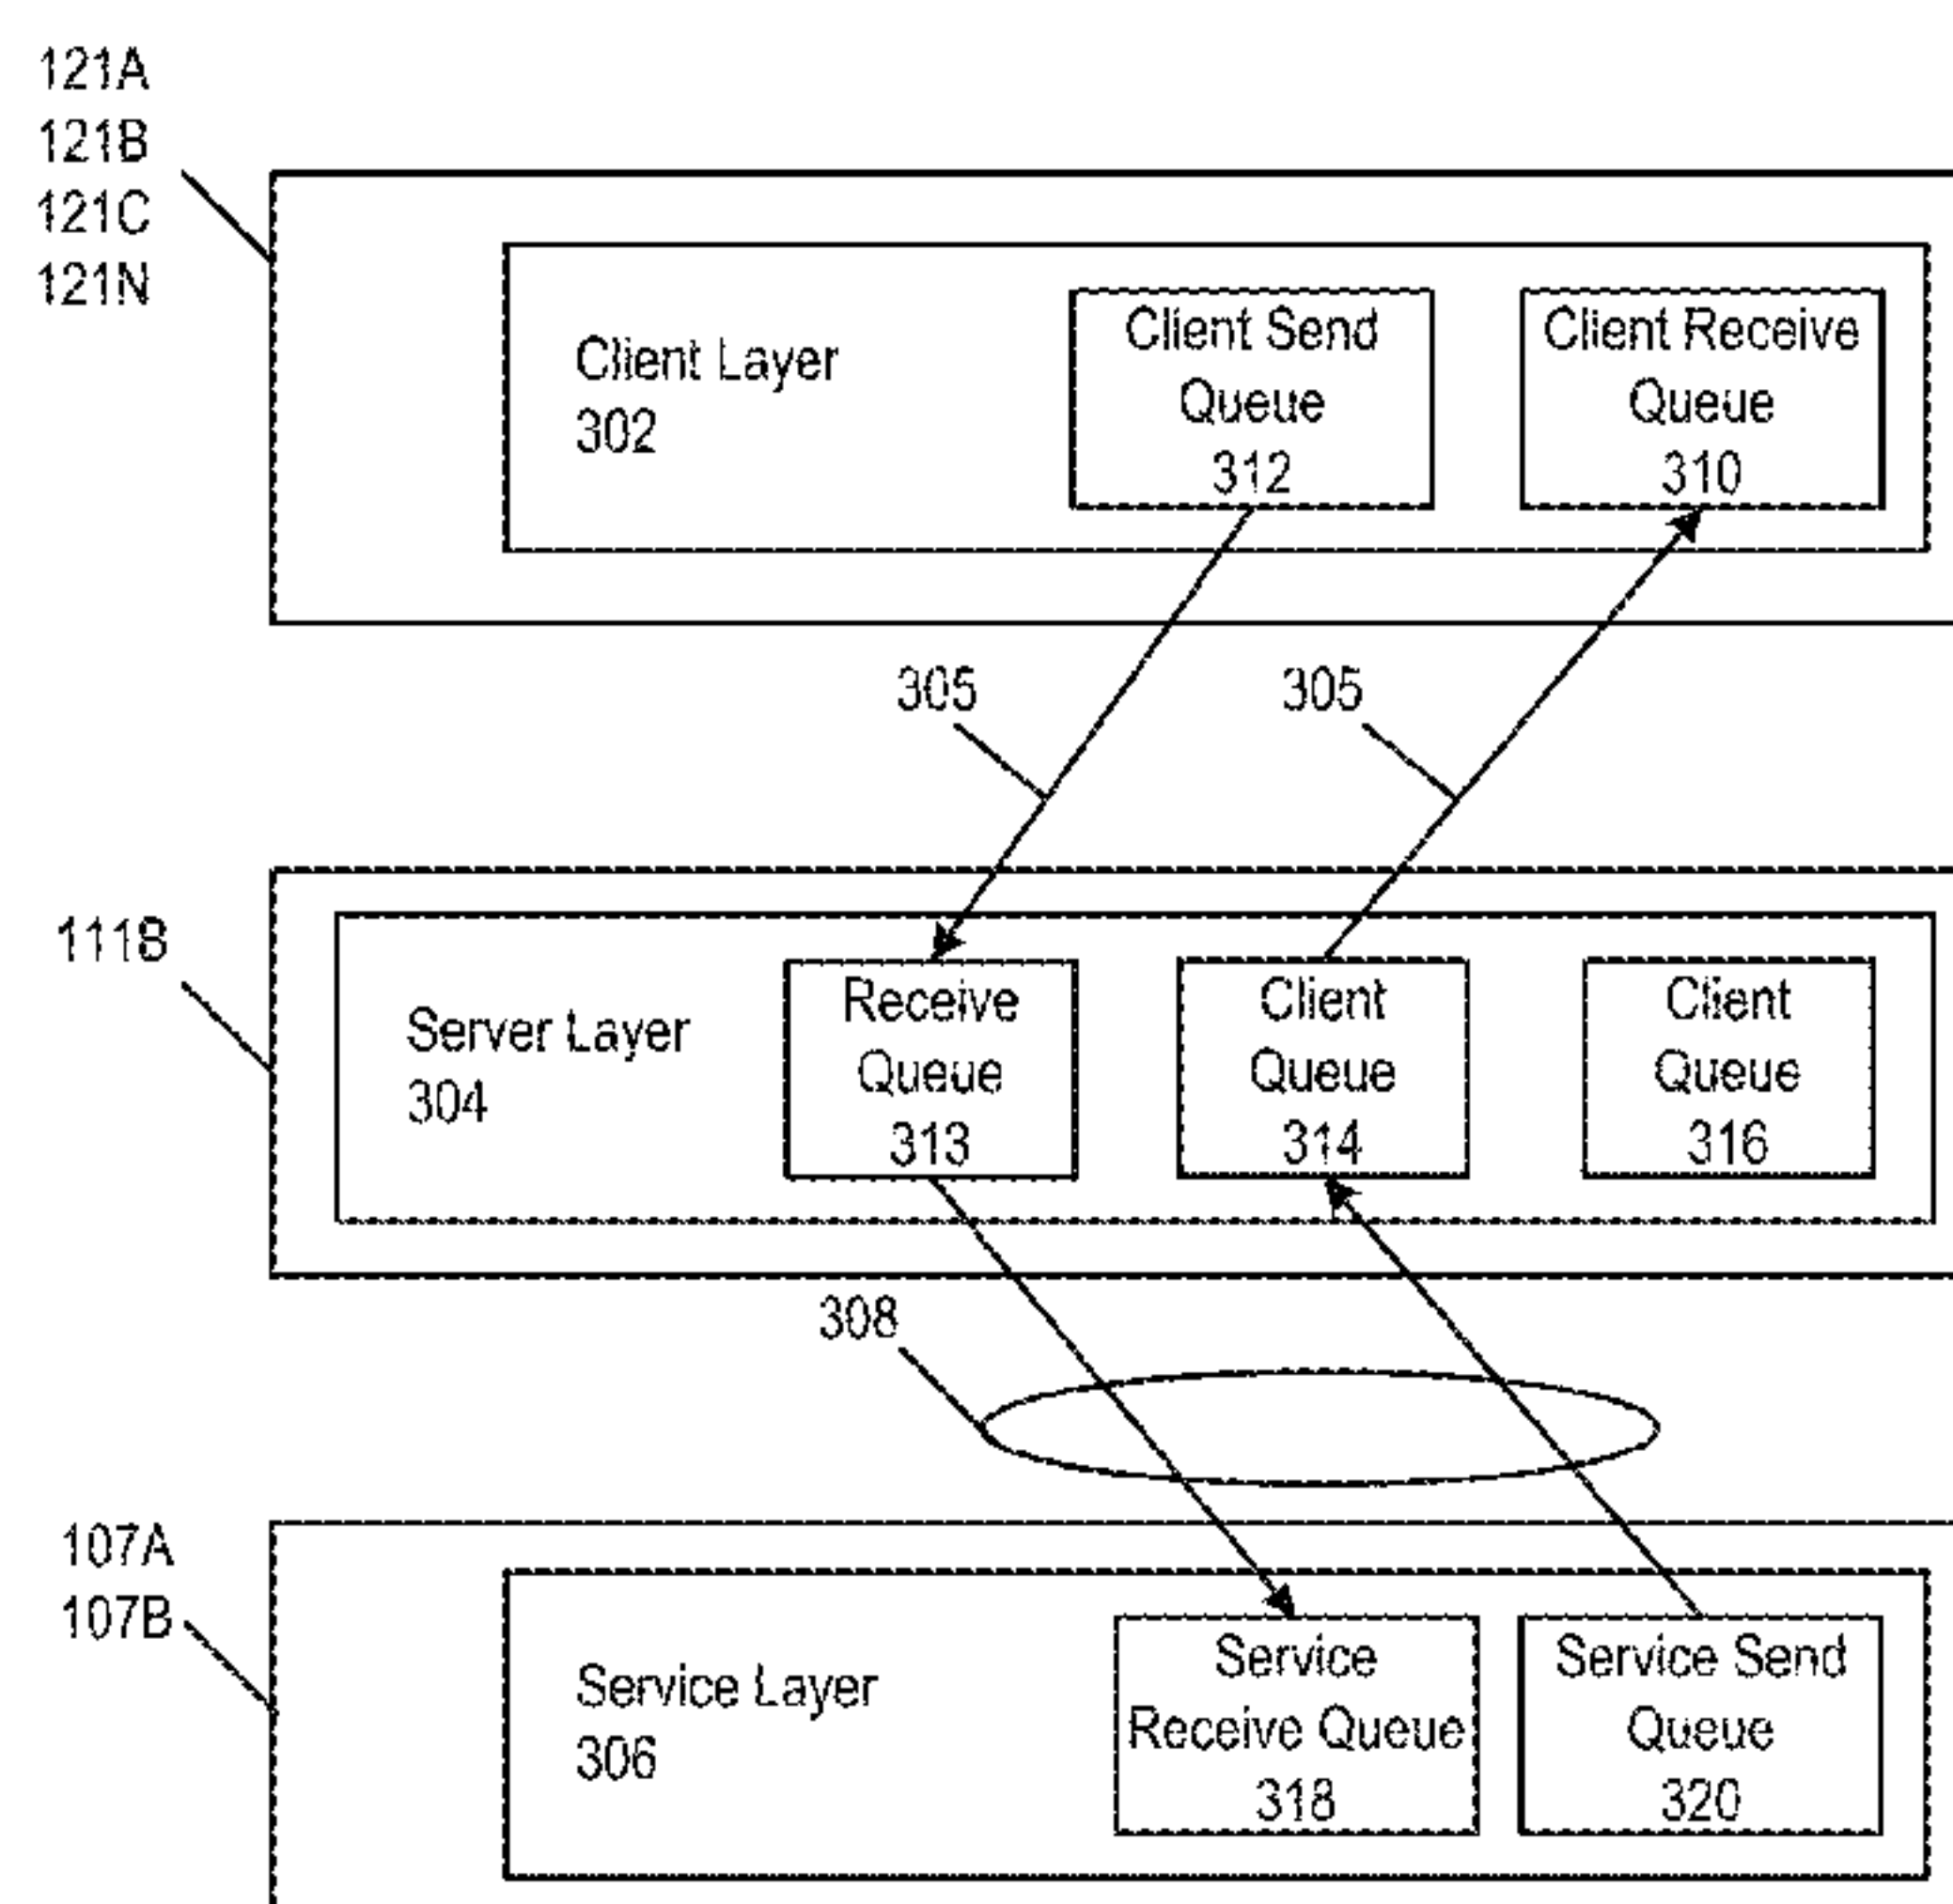 121A
121B
121C
121N
Client Layer
302
Client Send
Queue
312
Client Receive
Queue
310
305
305
111B
Server Layer
304
Receive
Queue
313
Client
Queue
314
Client
Queue
316
308
107A
107B
Service Layer
306
Service
Receive Queue
318
Service Send
Queue
320